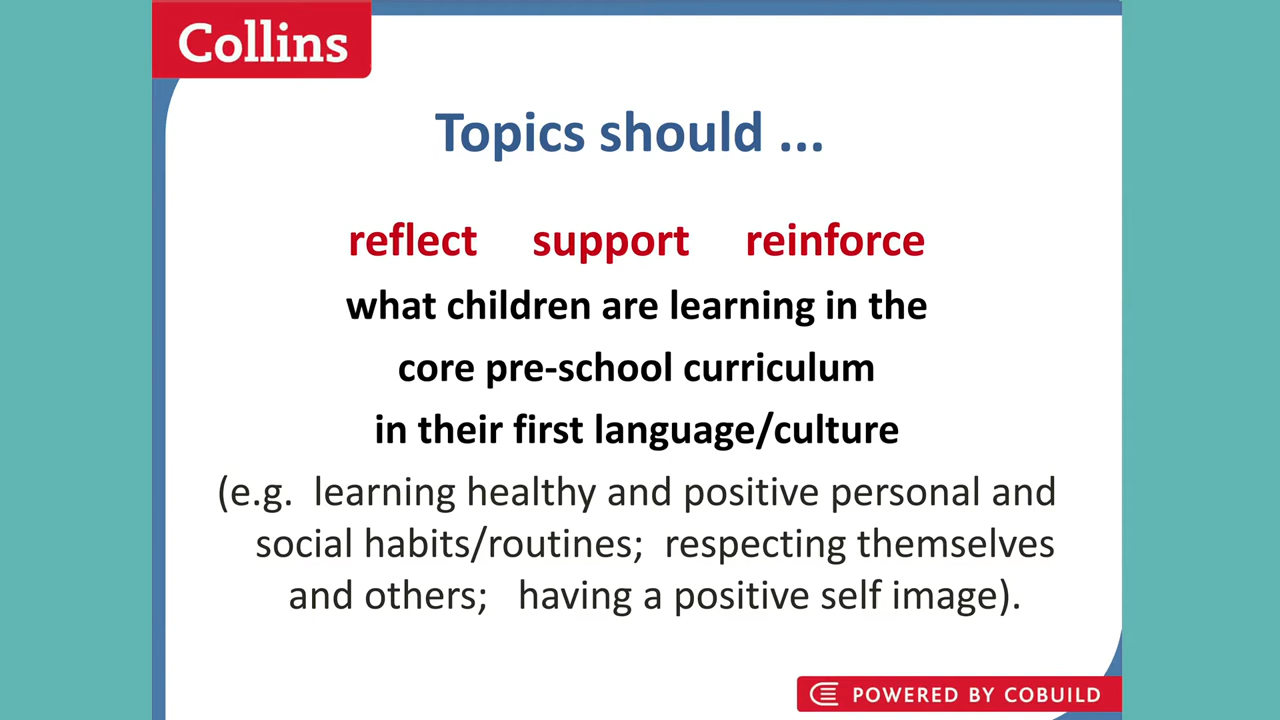 Collins
Topics should ...
reflect support reinforce
what children are learning in the
core pre-school curriculum
in their first language/culture
(e.g. learning healthy and positive personal and
social habits/routines; respecting themselves
and others; having a positive self image).
POWERED BY COBUILD